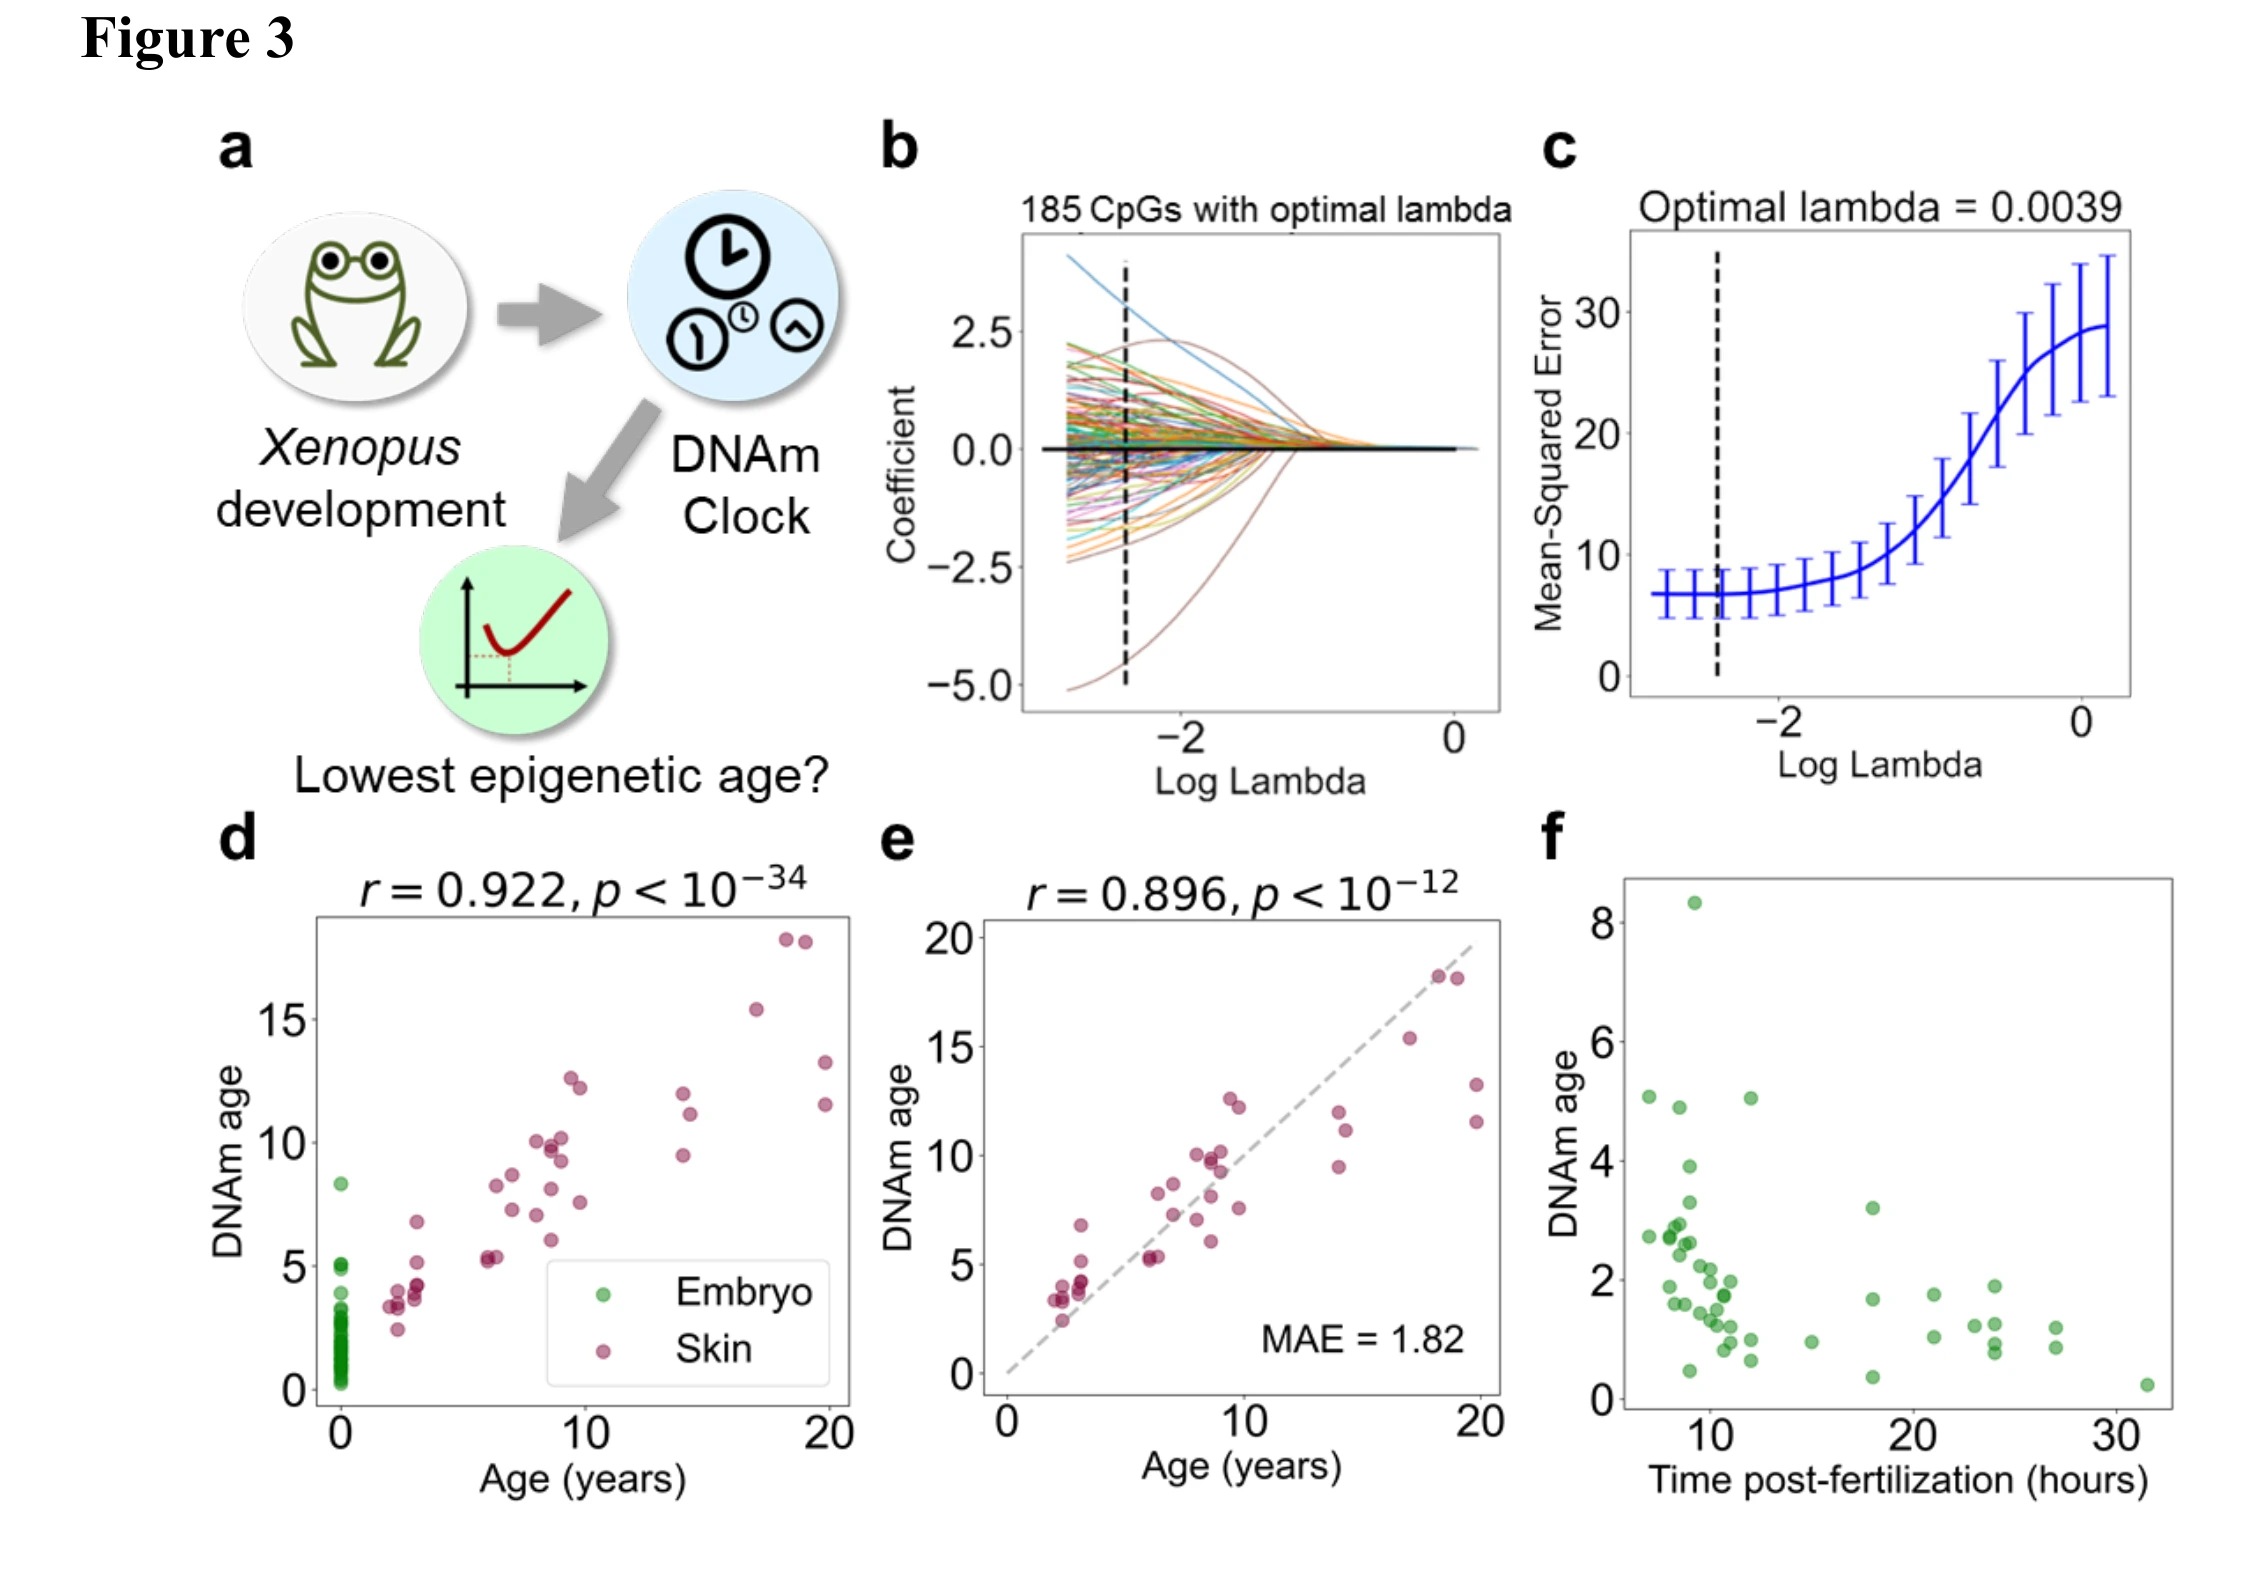 Figure 3
a
Xenopus
development
DNAm
Clock
Lowest epigenetic age?
b
185 CpGs with optimal lambda
Coefficient
2.5
0.0
−2.5
−5.0
−2
0
Log Lambda
c
Optimal lambda = 0.0039
Mean-Squared Error
30
20
10
0
−2
0
Log Lambda
d
r = 0.922, p < 10⁻³⁴
DNAm age
15
10
5
0
Embryo
Skin
0
10
20
Age (years)
e
r = 0.896, p < 10⁻¹²
DNAm age
20
15
10
5
0
MAE = 1.82
0
10
20
Age (years)
f
DNAm age
8
6
4
2
0
10
20
30
Time post-fertilization (hours)